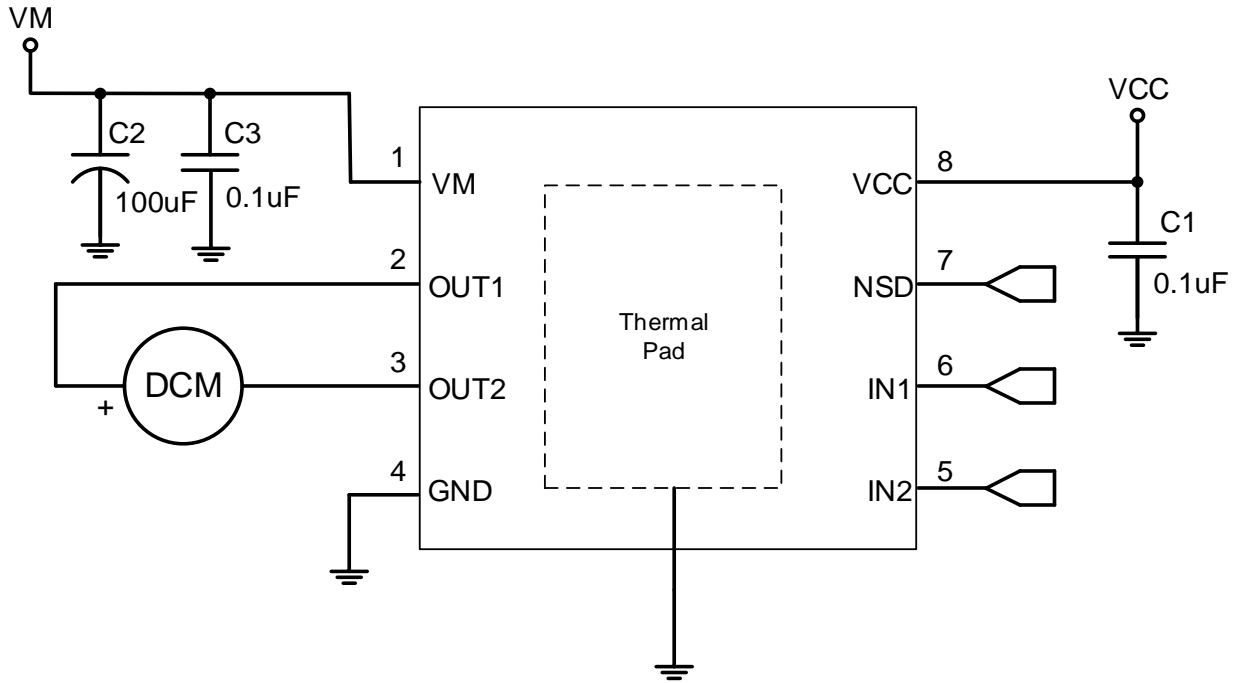 VM
C2
100uF
C3
0.1uF
1
VM
2
OUT1
3
OUT2
4
GND
DCM
+
Thermal
Pad
VCC
8
VCC
C1
0.1uF
NSD
7
IN1
6
IN2
5